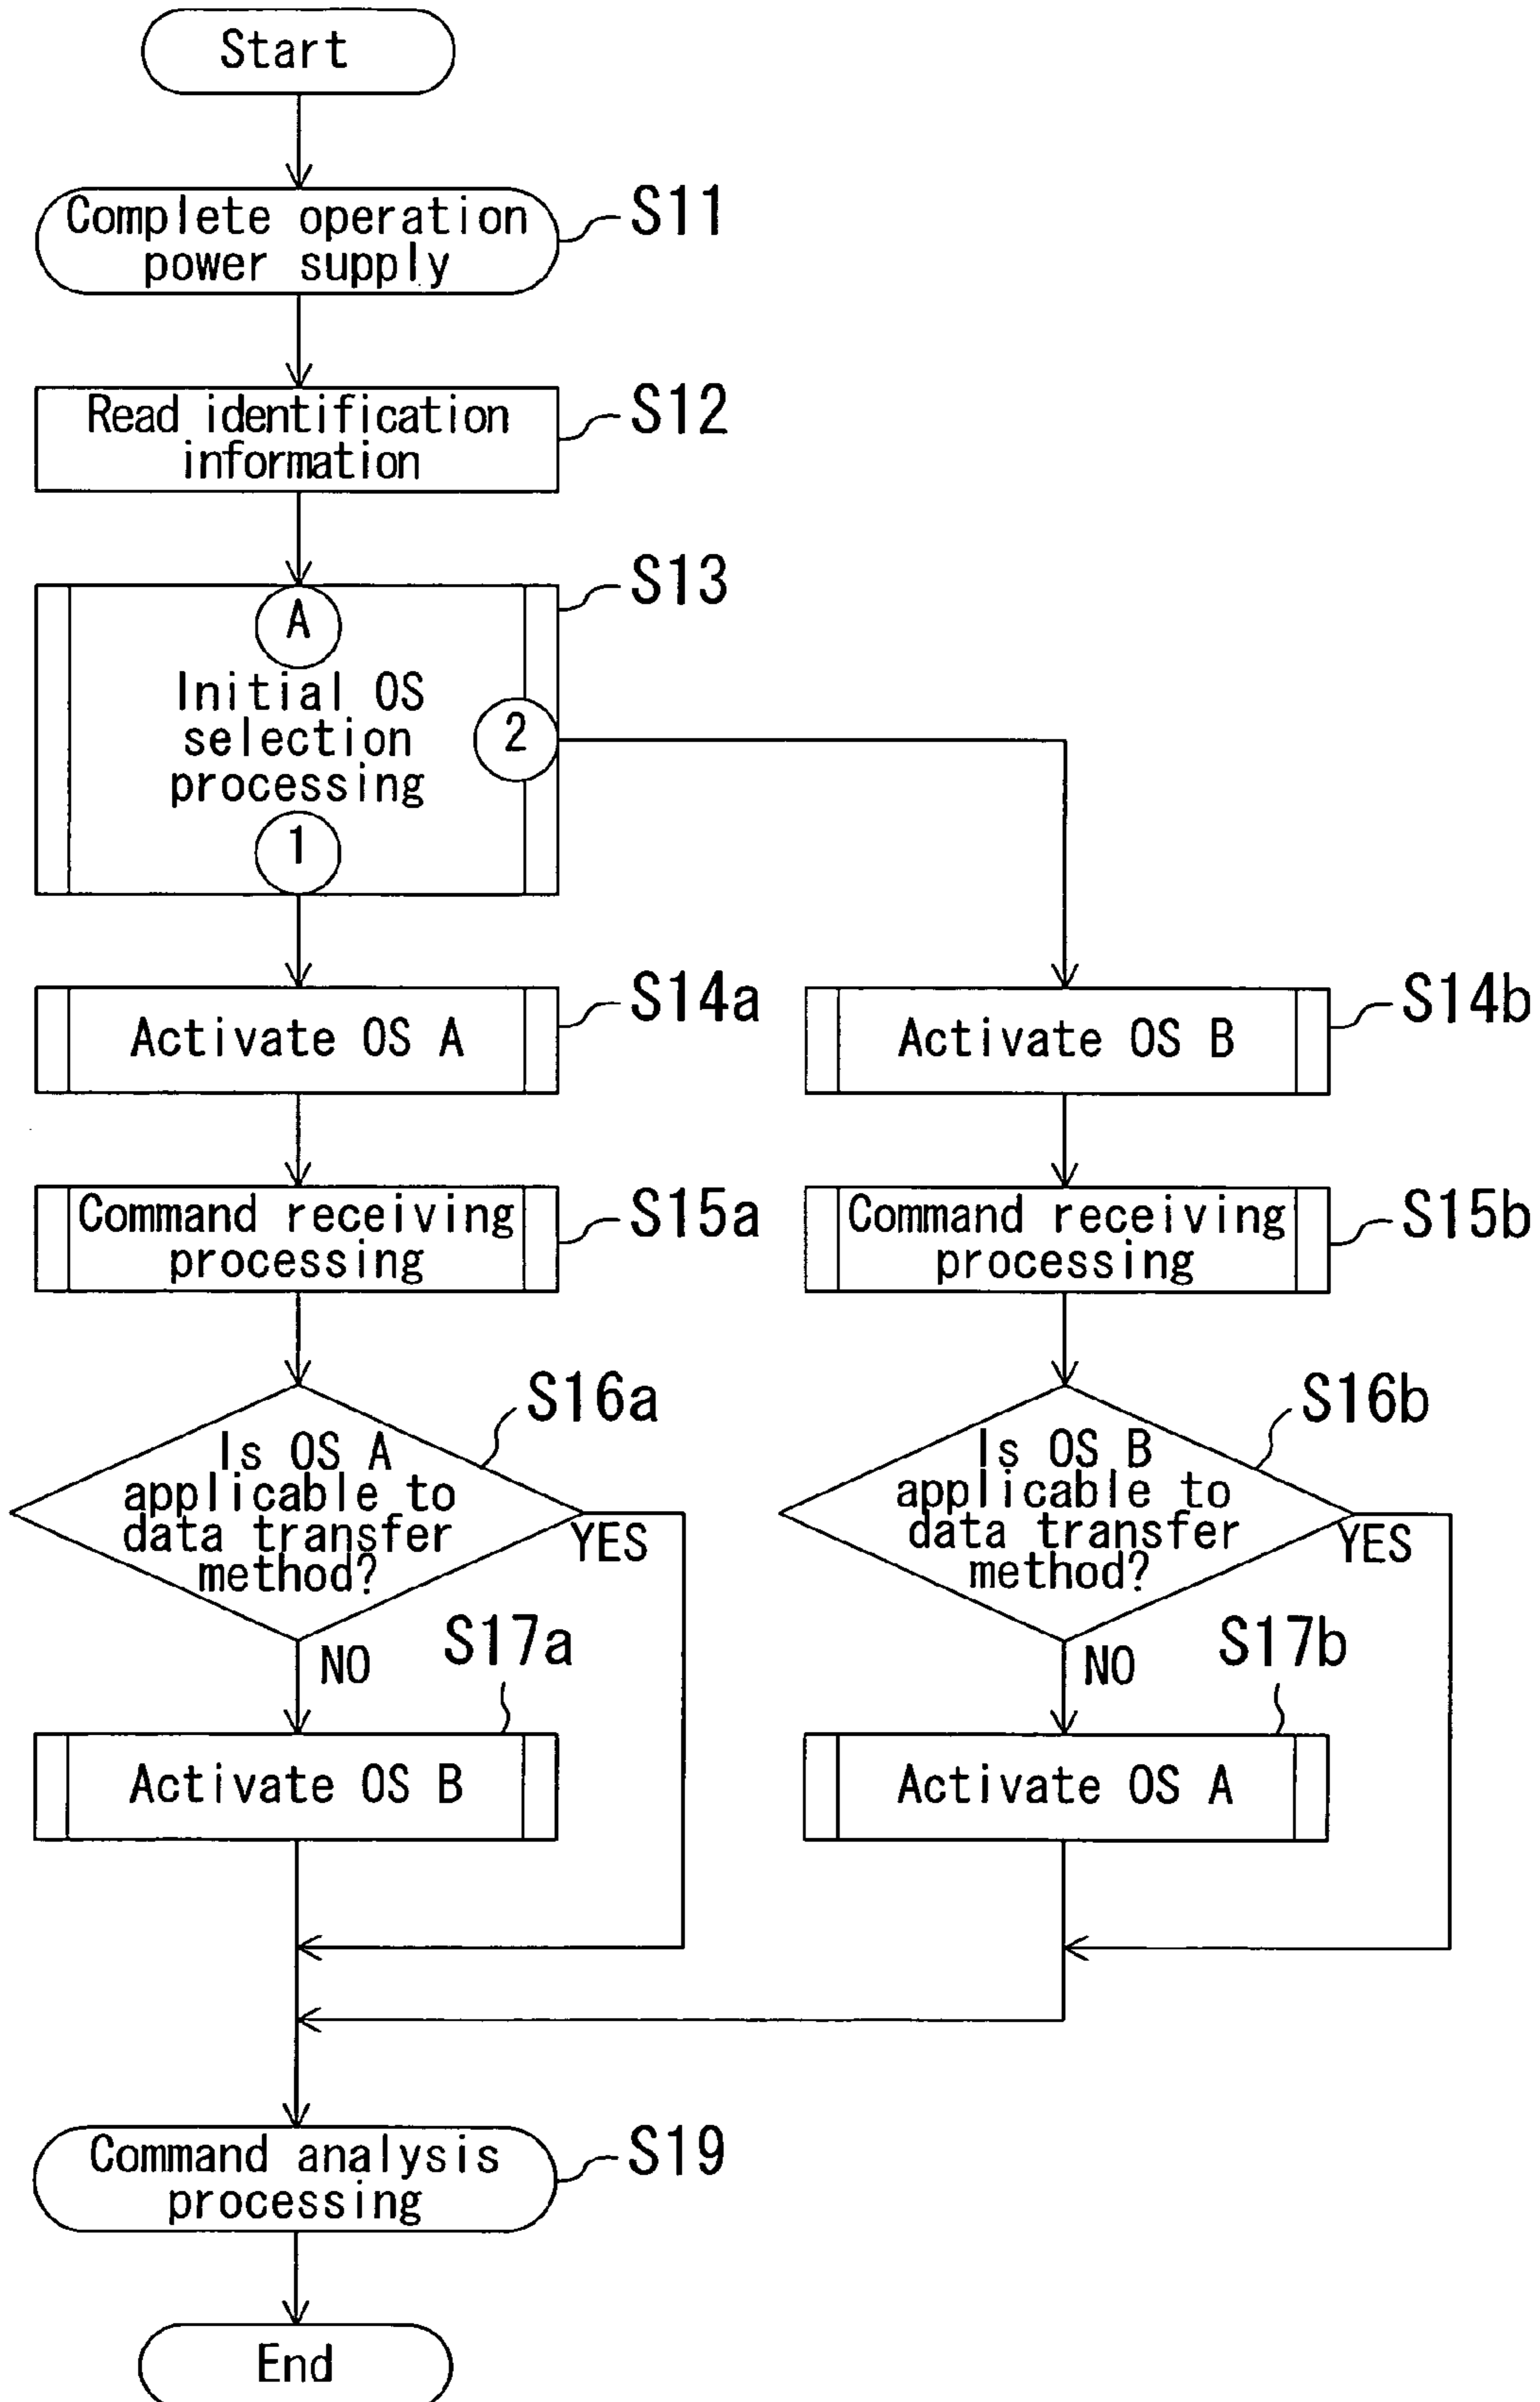 Start
Complete operation
power supply
S11
Read identification
information
S12
S13
A
Initial OS
selection
processing
2
1
Activate OS A
S14a
Activate OS B
S14b
Command receiving
processing
S15a
Command receiving
processing
S15b
S16a
Is OS A
applicable to
data transfer
method?
YES
NO
S16b
Is OS B
applicable to
data transfer
method?
YES
NO
S17a
Activate OS B
S17b
Activate OS A
Command analysis
processing
S19
End